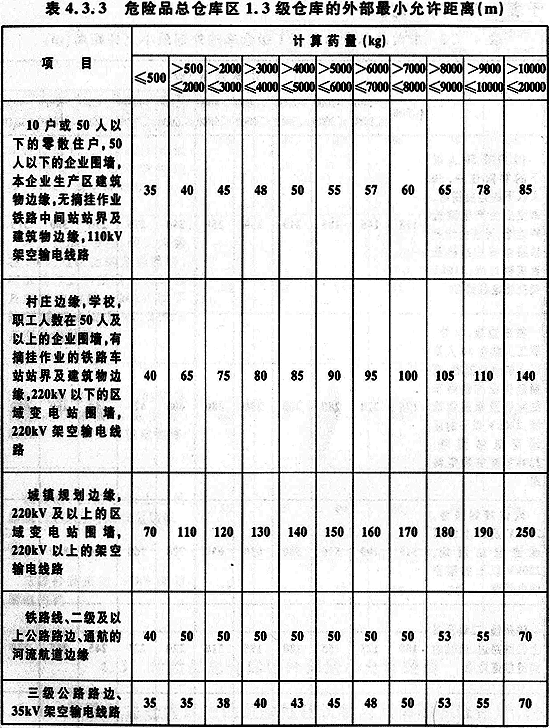 表 4.3.3 危险品总仓库区 1.3 级仓库的外部最小允许距离(m)
项 目
计算药量(kg)
≤500 >500 >2000 >3000 >4000 >5000 >6000 >7000 >8000 >9000 >10000
≤2000 ≤3000 ≤4000 ≤5000 ≤6000 ≤7000 ≤8000 ≤9000 ≤10000 ≤20000
10 户或 50 人以
下的零散住户,50
人以下的企业围墙,
本企业生产区建筑
物边缘,无摘挂作业
铁路中间站站界及
建筑物边缘,110kV
架空输电线路
35 40 45 48 50 55 57 60 65 78 85
村庄边缘,学校,
职工人数在 50 人及
以上的企业围墙,有
摘挂作业的铁路车
站站界及建筑物边
缘,220kV 以下的区
域变电站围墙,
220kV 架空输电线
路
40 65 75 80 85 90 95 100 105 110 140
城镇规划边缘,
220kV 及以上的区
域变电站围墙,
220kV 以上的架空
输电线路
70 110 120 130 140 150 160 170 180 190 250
铁路线、二级及以
上公路路边、通航的
河流航道边缘
40 50 50 50 50 50 50 50 53 55 70
三级公路路边、
35kV 架空输电线路
35 35 38 40 43 45 48 50 53 55 70